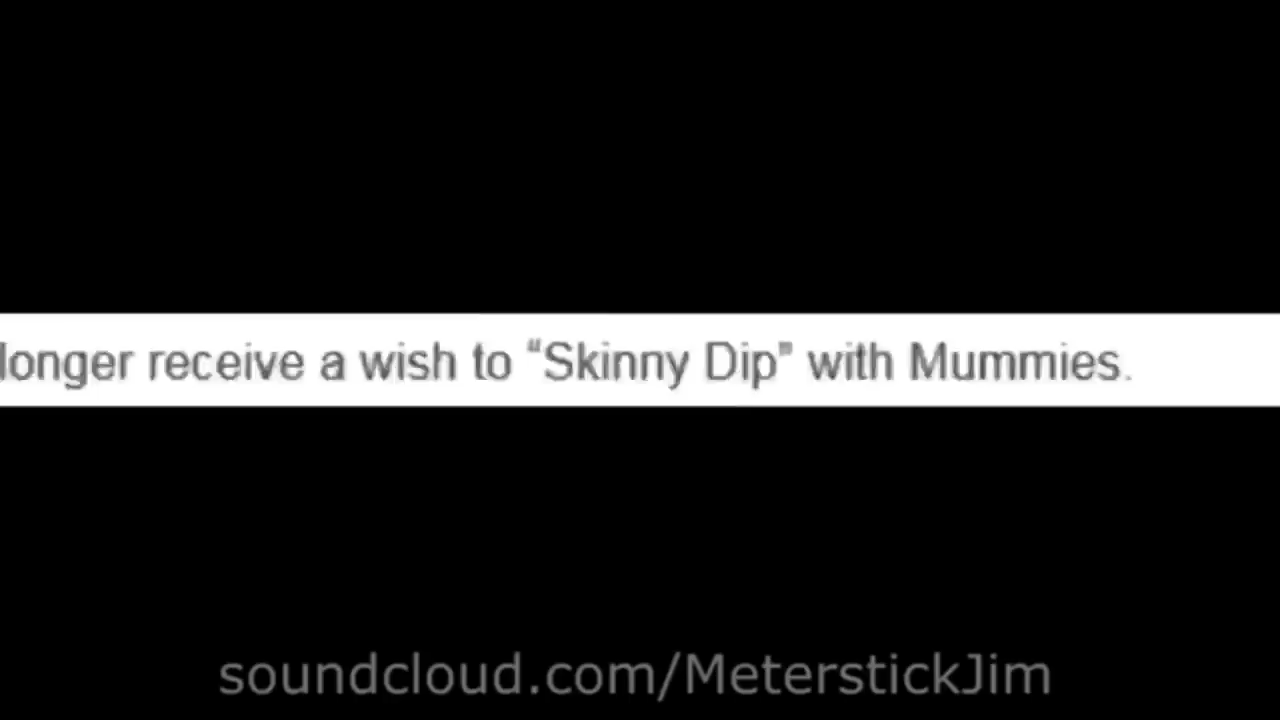 longer receive a wish to “Skinny Dip" with Mummies.
soundcloud.com/MeterstickJim